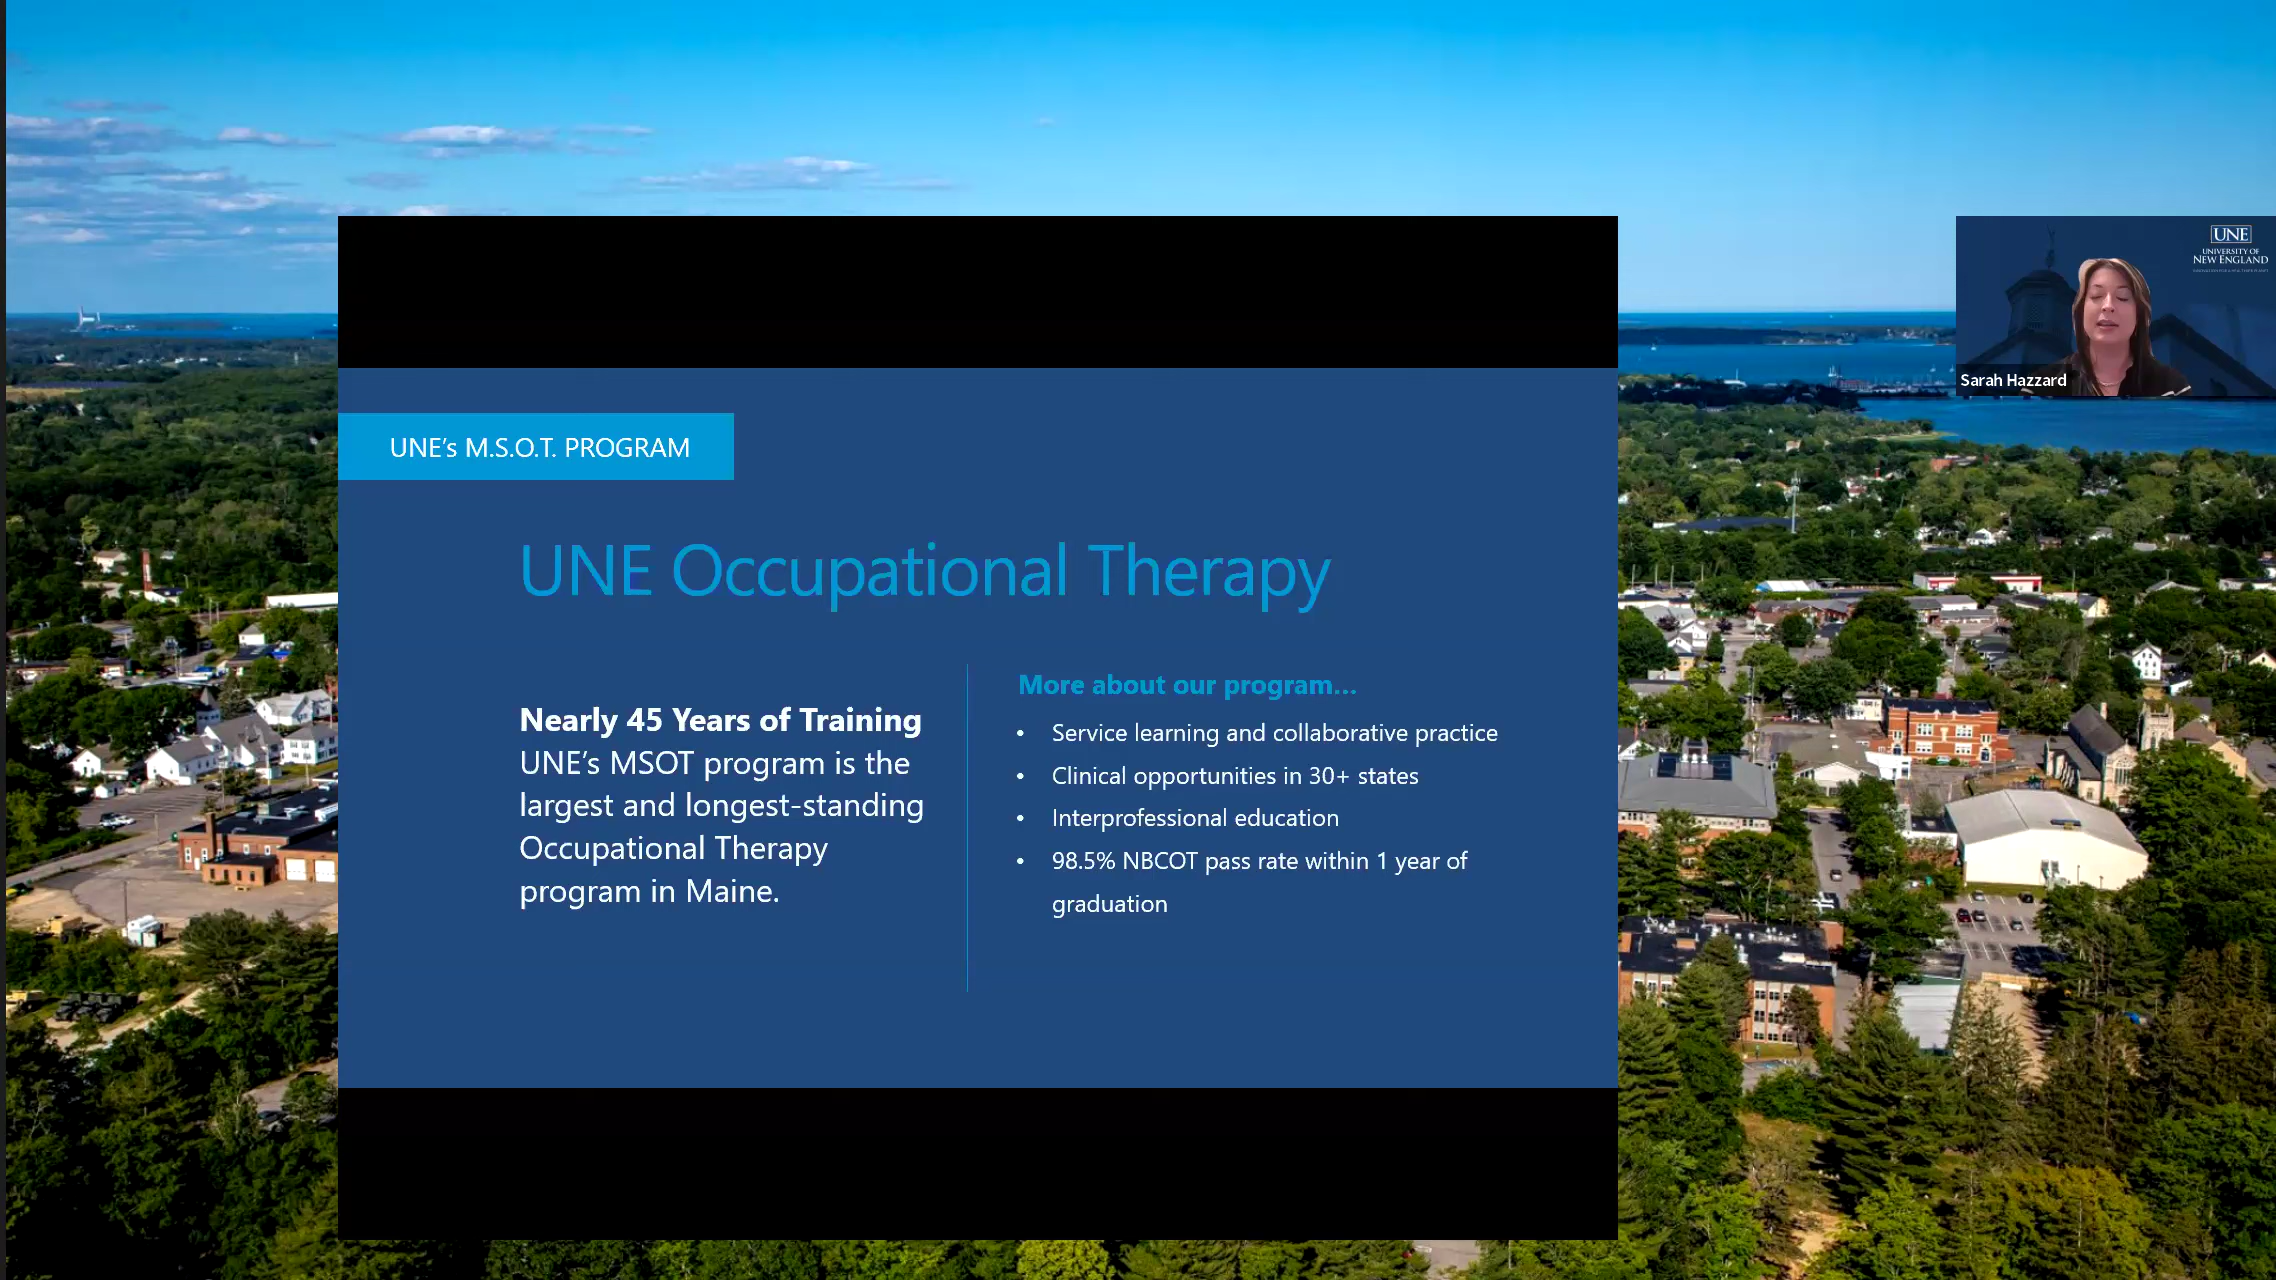 UNE's M.S.O.T. PROGRAM
UNE Occupational Therapy
Nearly 45 Years of Training
UNE's MSOT program is the
largest and longest-standing
Occupational Therapy
program in Maine.
More about our program...
• Service learning and collaborative practice
• Clinical opportunities in 30+ states
• Interprofessional education
• 98.5% NBCOT pass rate within 1 year of
graduation
UNE
UNIVERSITY OF
NEW ENGLAND
Sarah Hazzard